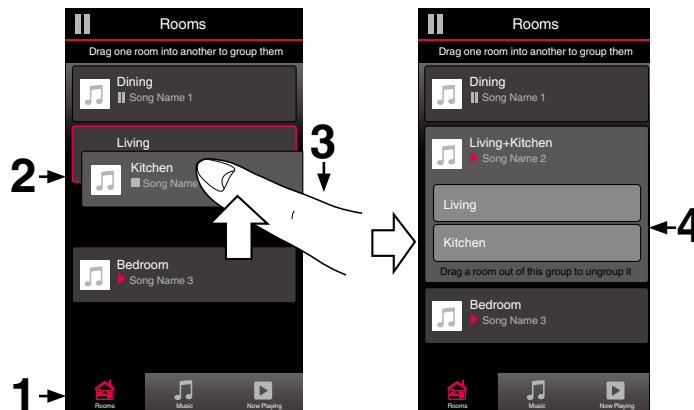 Rooms
Drag one room into another to group them
Dining
Song Name 1
Living
Kitchen
Song Name
Bedroom
Song Name 3
Rooms
Music
Now Playing
1
2
3
Rooms
Drag one room into another to group them
Dining
Song Name 1
Living+Kitchen
Song Name 2
Living
Kitchen
Drag a room out of this group to ungroup it
Bedroom
Song Name 3
Rooms
Music
Now Playing
4